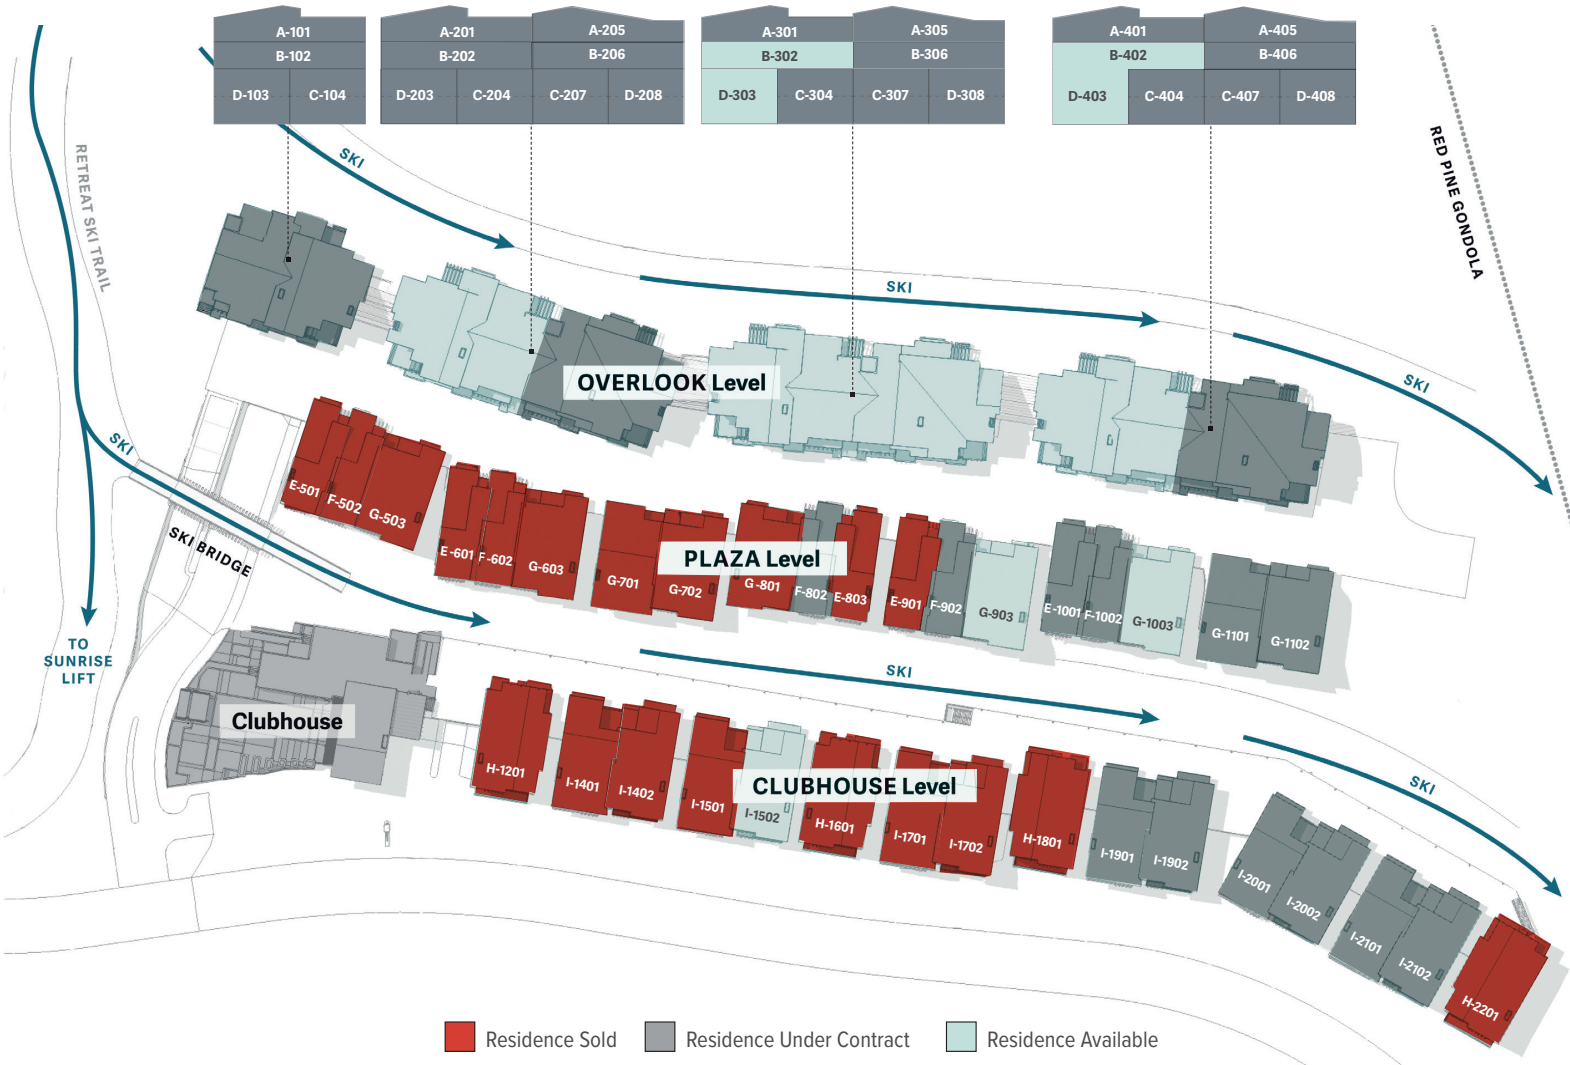 A-101
B-102
D-103 C-104
A-201 A-205
B-202 B-206
D-203 C-204 C-207 D-208
A-301 A-305
B-302 B-306
D-303 C-304 C-307 D-308
A-401 A-405
B-402 B-406
D-403 C-404 C-407 D-408
RETREAT SKI TRAIL
SKI
SKI
SKI
RED PINE GONDOLA
OVERLOOK Level
SKI
SKI BRIDGE
E-501 F-502 G-503
E -601 F-602 G-603
G-701 G-702
PLAZA Level
G -801 F-802 E-803
E-901 F-902 G-903
E -1001 F-1002 G-1003
G-1101 G-1102
TO
SUNRISE
LIFT
SKI
Clubhouse
H-1201
I-1401 I-1402
I-1501 I-1502
CLUBHOUSE Level
H-1601
I-1701 I-1702
H-1801
I-1901 I-1902
SKI
I-2001 I-2002
I-2101 I-2102
H-2201
Residence Sold
Residence Under Contract
Residence Available